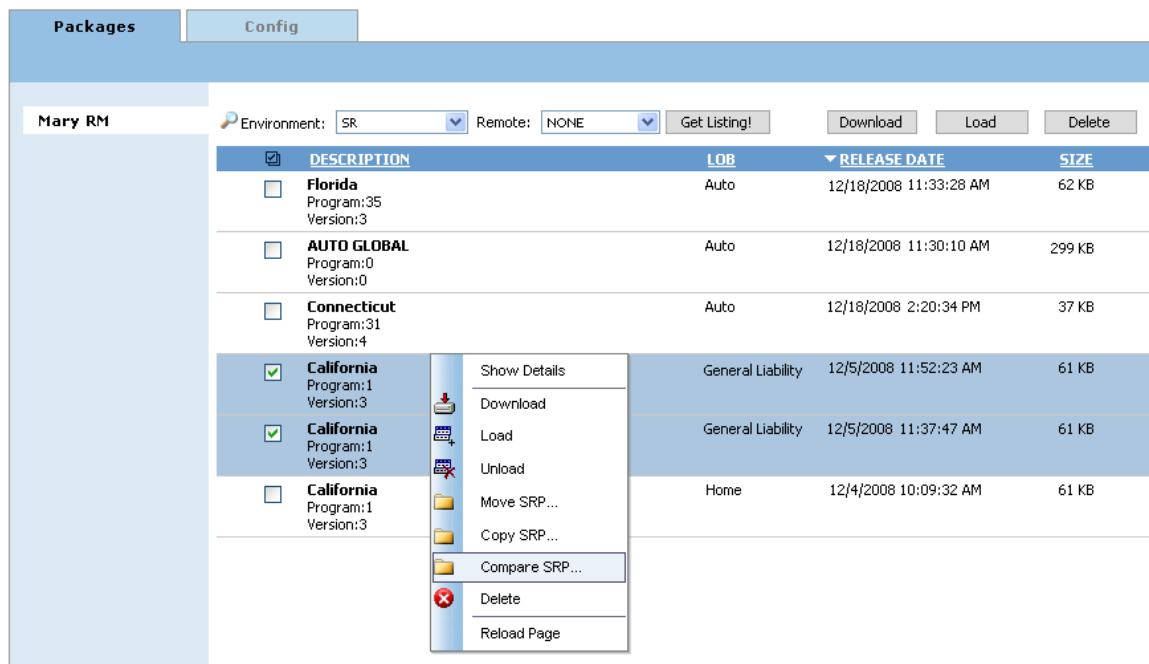 Packages Config
Mary RM
Environment: SR Remote: NONE Get Listing! Download Load Delete
DESCRIPTION LOB RELEASE DATE SIZE
Florida Auto 12/18/2008 11:33:28 AM 62 KB
Program:35
Version:3
AUTO GLOBAL Auto 12/18/2008 11:30:10 AM 299 KB
Program:0
Version:0
Connecticut Auto 12/18/2008 2:20:34 PM 37 KB
Program:31
Version:4
California General Liability 12/5/2008 11:52:23 AM 61 KB
Program:1
Version:3
California General Liability 12/5/2008 11:37:47 AM 61 KB
Program:1
Version:3
California Home 12/4/2008 10:09:32 AM 61 KB
Program:1
Version:3
Show Details
Download
Load
Unload
Move SRP...
Copy SRP...
Compare SRP...
Delete
Reload Page